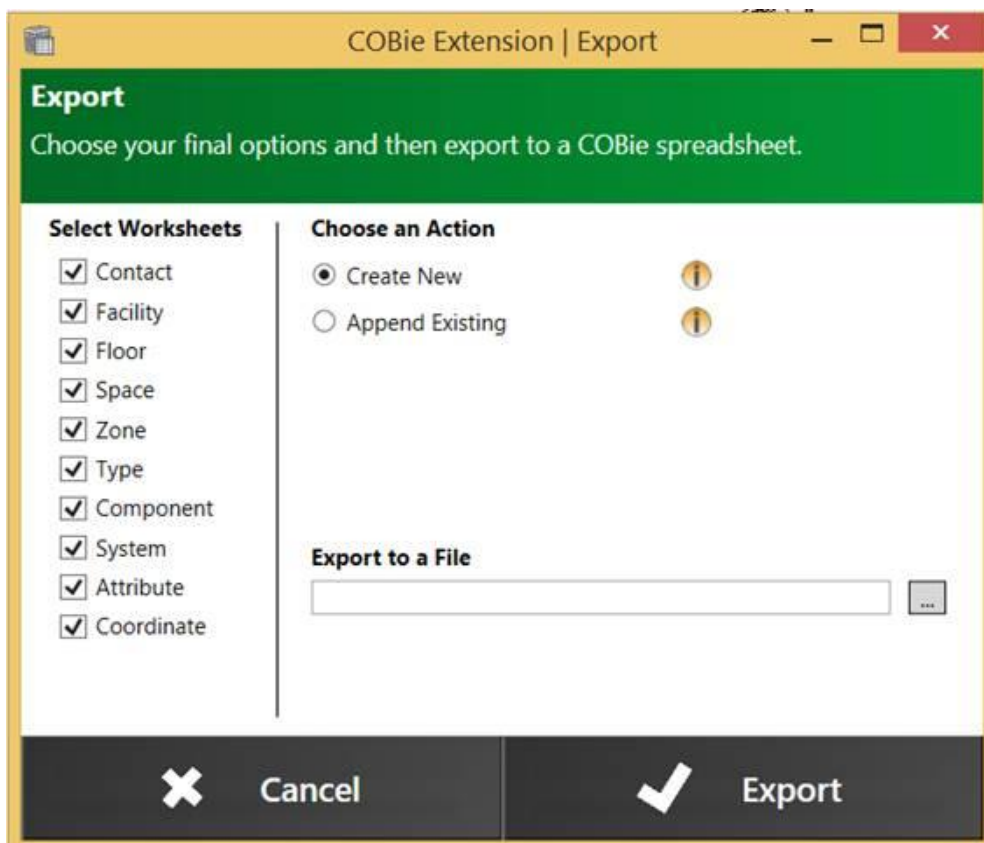 COBie Extension | Export
Export
Choose your final options and then export to a COBie spreadsheet.
Select Worksheets
Contact
Facility
Floor
Space
Zone
Type
Component
System
Attribute
Coordinate
Choose an Action
Create New
Append Existing
Export to a File
...
Cancel
Export